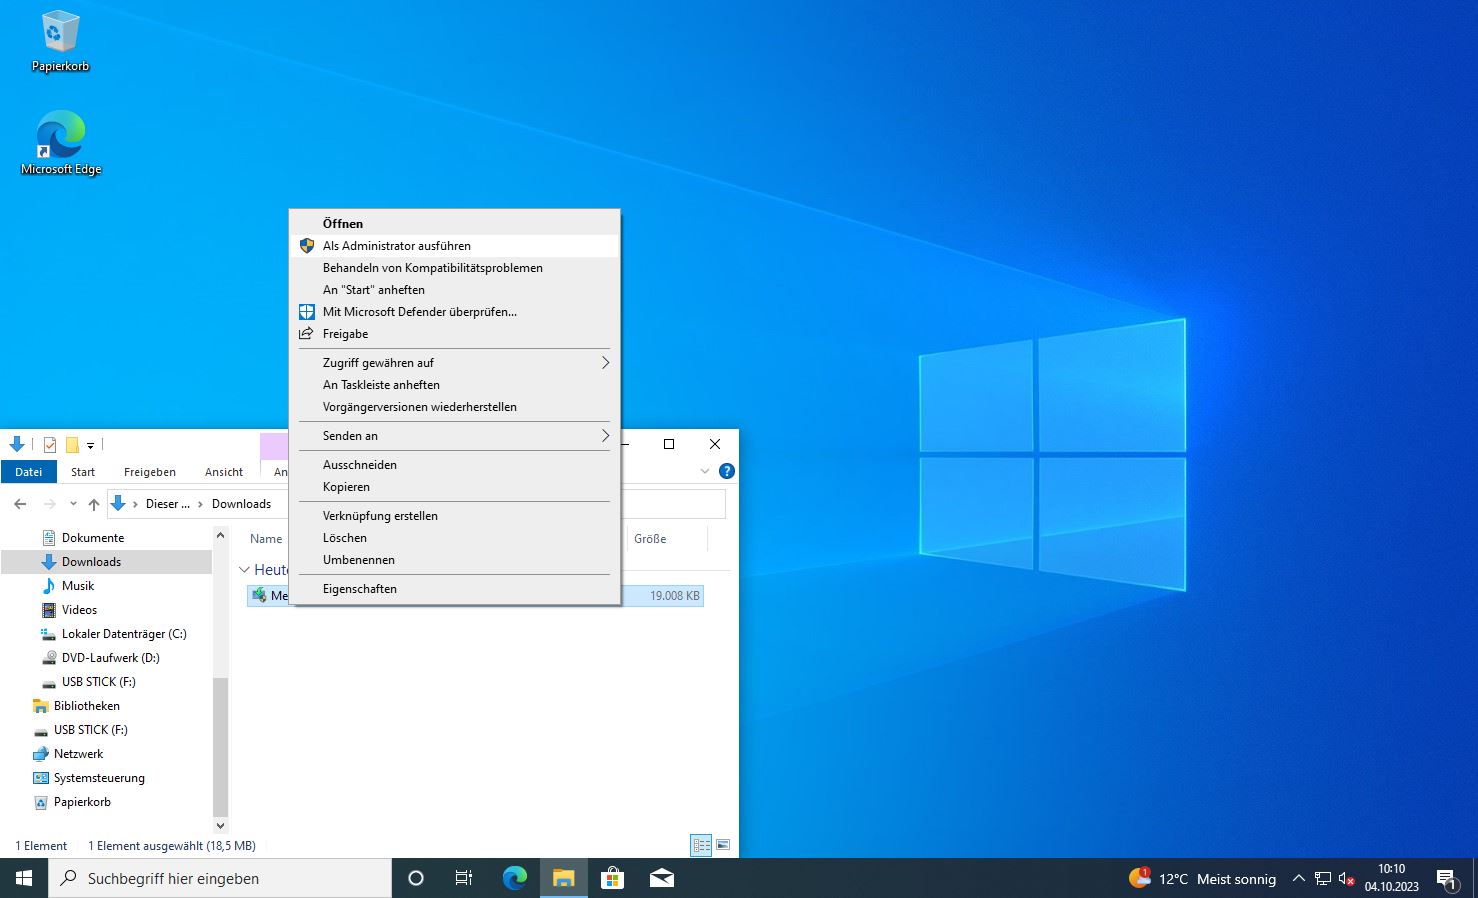 Papierkorb
Microsoft Edge
Öffnen
Als Administrator ausführen
Behandeln von Kompatibilitätsproblemen
An "Start" anheften
Mit Microsoft Defender überprüfen...
Freigabe
Zugriff gewähren auf
An Taskleiste anheften
Vorgängerversionen wiederherstellen
Senden an
Ausschneiden
Kopieren
Verknüpfung erstellen
Löschen
Umbenennen
Eigenschaften
Datei Start Freigeben Ansicht An
Dieser ... Downloads
Name Größe
Heute
Me 19.008 KB
Dokumente
Downloads
Musik
Videos
Lokaler Datenträger (C:)
DVD-Laufwerk (D:)
USB STICK (F:)
Bibliotheken
USB STICK (F:)
Netzwerk
Systemsteuerung
Papierkorb
1 Element 1 Element ausgewählt (18,5 MB)
Suchbegriff hier eingeben
1
12°C Meist sonnig
10:10
04.10.2023
1